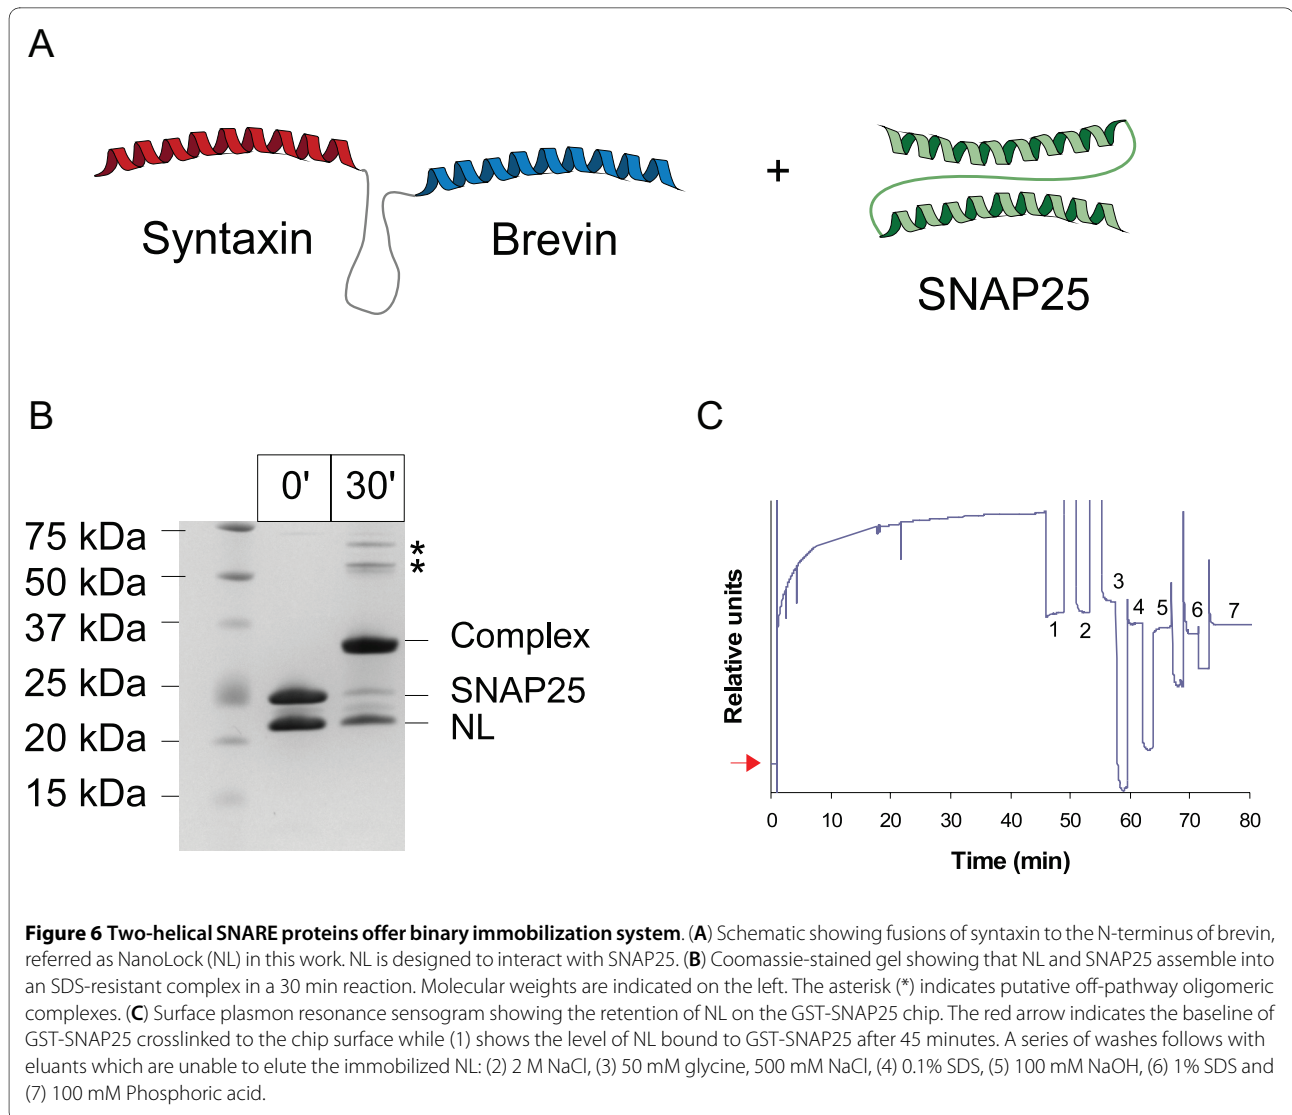 A
Syntaxin
Brevin
+
SNAP25
B
0' 30'
75 kDa
50 kDa
37 kDa
25 kDa
20 kDa
15 kDa
*
*
Complex
SNAP25
NL
C
Relative units
1
2
3
4
5
6
7
0 10 20 30 40 50 60 70 80
Time (min)
Figure 6 Two-helical SNARE proteins offer binary immobilization system. (A) Schematic showing fusions of syntaxin to the N-terminus of brevin,
referred as NanoLock (NL) in this work. NL is designed to interact with SNAP25. (B) Coomassie-stained gel showing that NL and SNAP25 assemble into
an SDS-resistant complex in a 30 min reaction. Molecular weights are indicated on the left. The asterisk (*) indicates putative off-pathway oligomeric
complexes. (C) Surface plasmon resonance sensogram showing the retention of NL on the GST-SNAP25 chip. The red arrow indicates the baseline of
GST-SNAP25 crosslinked to the chip surface while (1) shows the level of NL bound to GST-SNAP25 after 45 minutes. A series of washes follows with
eluants which are unable to elute the immobilized NL: (2) 2 M NaCl, (3) 50 mM glycine, 500 mM NaCl, (4) 0.1% SDS, (5) 100 mM NaOH, (6) 1% SDS and
(7) 100 mM Phosphoric acid.